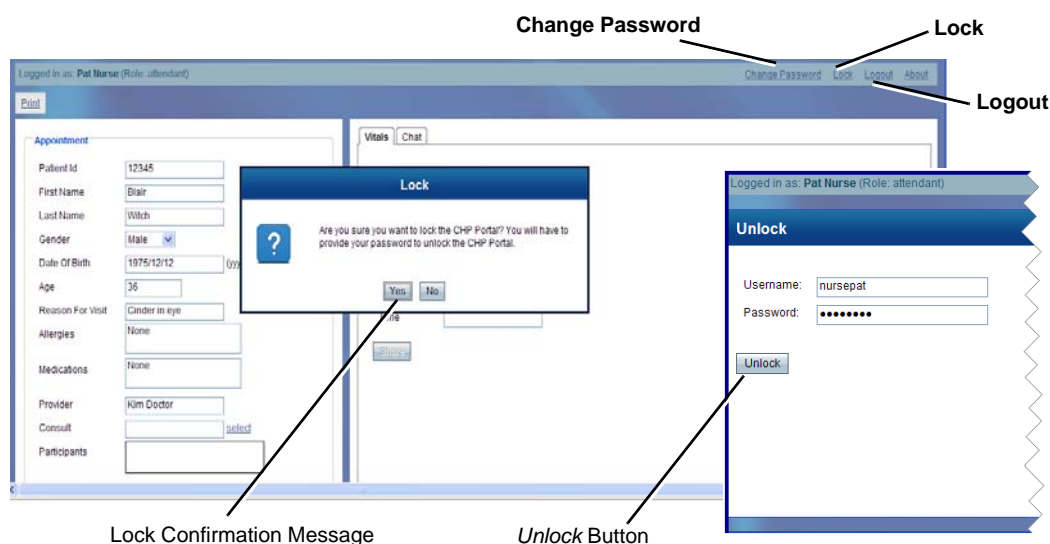 Change Password
Lock
Logged in as: Pat Nurse (Role: attendant)
Change Password Lock Logout About
Print
Logout
Appointment
Vitals Chat
Patient Id 12345
First Name Blair
Last Name Witch
Gender Male
Date Of Birth 1975/12/12
Age 36
Reason For Visit Cinder in eye
Allergies None
Medications None
Provider Kim Doctor
Consult select
Participants
Lock
Are you sure you want to lock the CHP Portal? You will have to
provide your password to unlock the CHP Portal.
Yes No
Logged in as: Pat Nurse (Role: attendant)
Unlock
Username: nursepat
Password: ••••••••
Unlock
Lock Confirmation Message
Unlock Button